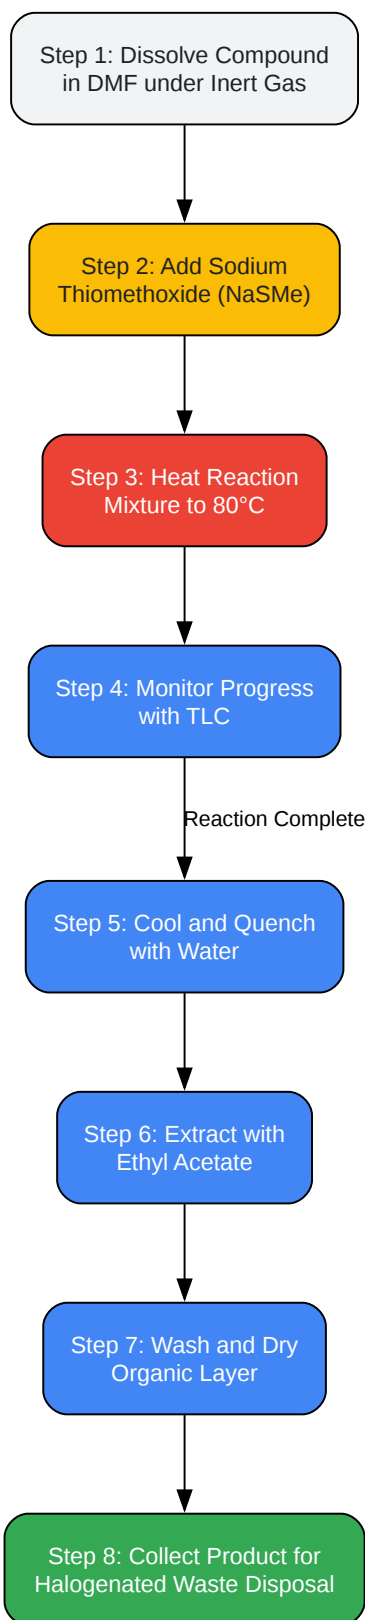 Step 1: Dissolve Compound
in DMF under Inert Gas
Step 2: Add Sodium
Thiomethoxide (NaSMe)
Step 3: Heat Reaction
Mixture to 80°C
Step 4: Monitor Progress
with TLC
Reaction Complete
Step 5: Cool and Quench
with Water
Step 6: Extract with
Ethyl Acetate
Step 7: Wash and Dry
Organic Layer
Step 8: Collect Product for
Halogenated Waste Disposal